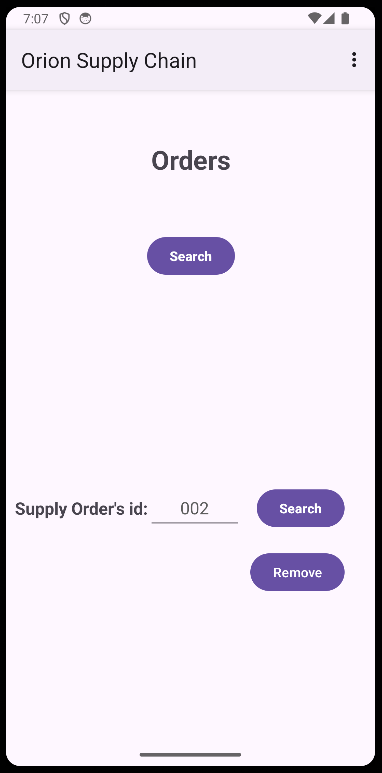 7:07
Orion Supply Chain
Orders
Search
Supply Order's id: 002 Search
Remove